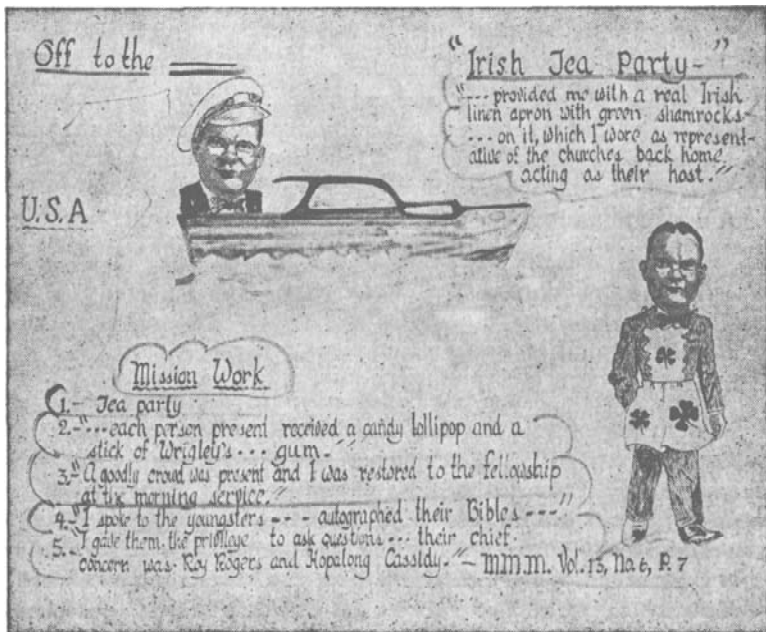 Off to the
U.S.A
"Irish Tea Party-"
"--- provided me with a real Irish
linen apron with green shamrocks-
--- on it, which I wore as represent-
ative of the churches back home
acting as their host."
Mission Work
1.- Tea party
2.-"---each person present received a candy lollipop and a
stick of Wrigley's --- gum-"
3.-"A goodly crowd was present and I was restored to the fellowship
at the morning service."
4.-"I spoke to the youngsters --- autographed their Bibles ---"
5.-"I gave them the privilege to ask questions --- their chief
concern was Roy Rogers and Hopalong Cassidy."- M.M.M. Vol. 13, No. 6, P. 7